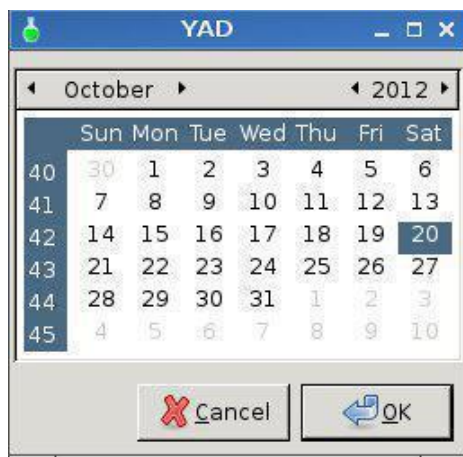 YAD
October 2012
Sun Mon Tue Wed Thu Fri Sat
40 30 1 2 3 4 5 6
41 7 8 9 10 11 12 13
42 14 15 16 17 18 19 20
43 21 22 23 24 25 26 27
44 28 29 30 31 1 2 3
45 4 5 6 7 8 9 10
Cancel OK